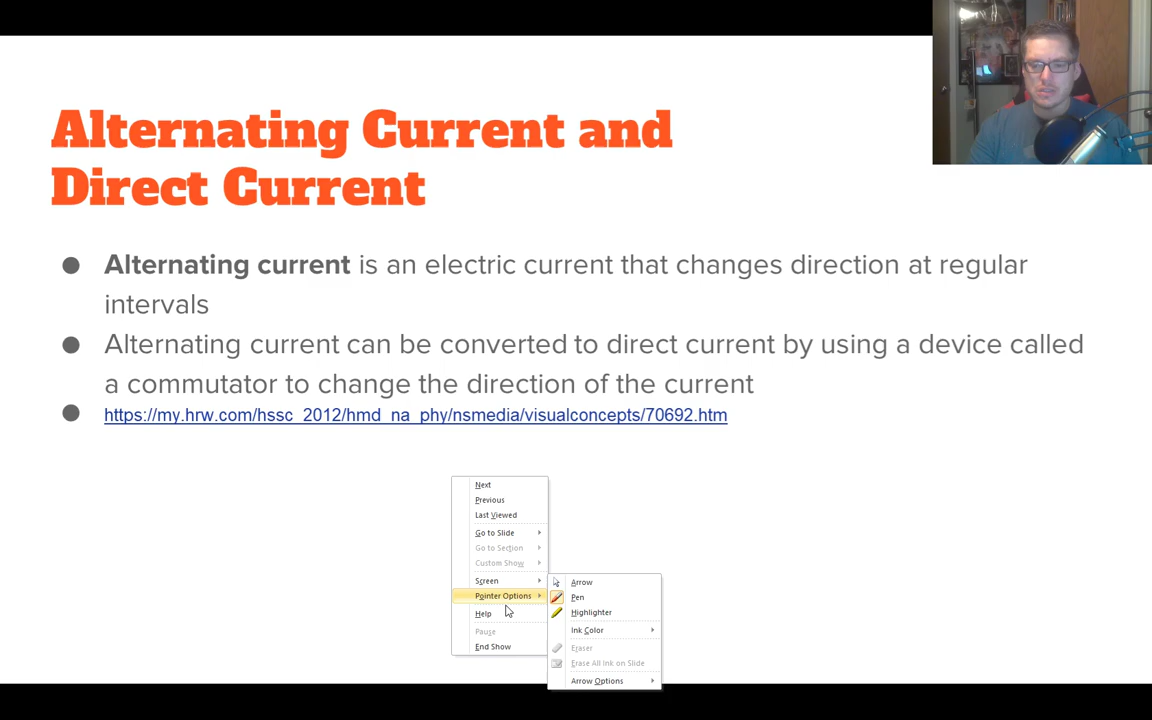 Alternating Current and
Direct Current
● Alternating current is an electric current that changes direction at regular
intervals
● Alternating current can be converted to direct current by using a device called
a commutator to change the direction of the current
● https://my.hrw.com/hssc_2012/hmd_na_phy/nsmedia/visualconcepts/70692.htm
Next
Previous
Last Viewed
Go to Slide
Go to Section
Custom Show
Screen
Pointer Options
Help
Pause
End Show
Arrow
Pen
Highlighter
Ink Color
Eraser
Erase All Ink on Slide
Arrow Options